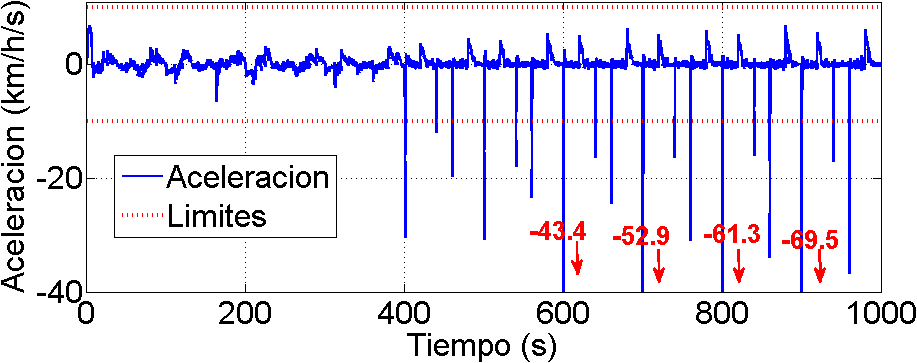 Aceleracion (km/h/s)
0
-20
-40
Aceleracion
Limites
-43.4
-52.9
-61.3
-69.5
0 200 400 600 800 1000
Tiempo (s)